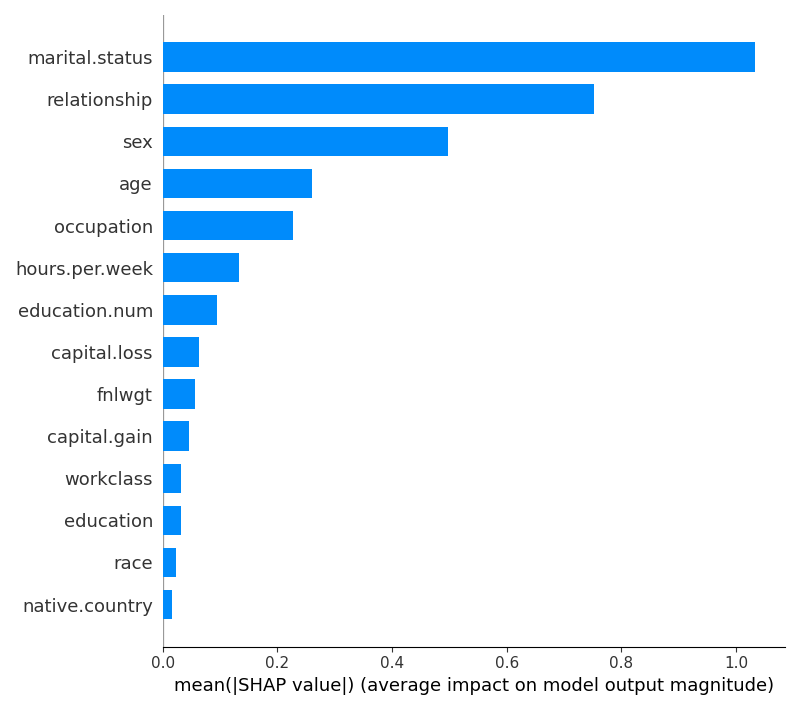 marital.status
relationship
sex
age
occupation
hours.per.week
education.num
capital.loss
fnlwgt
capital.gain
workclass
education
race
native.country
0.0 0.2 0.4 0.6 0.8 1.0
mean(|SHAP value|) (average impact on model output magnitude)